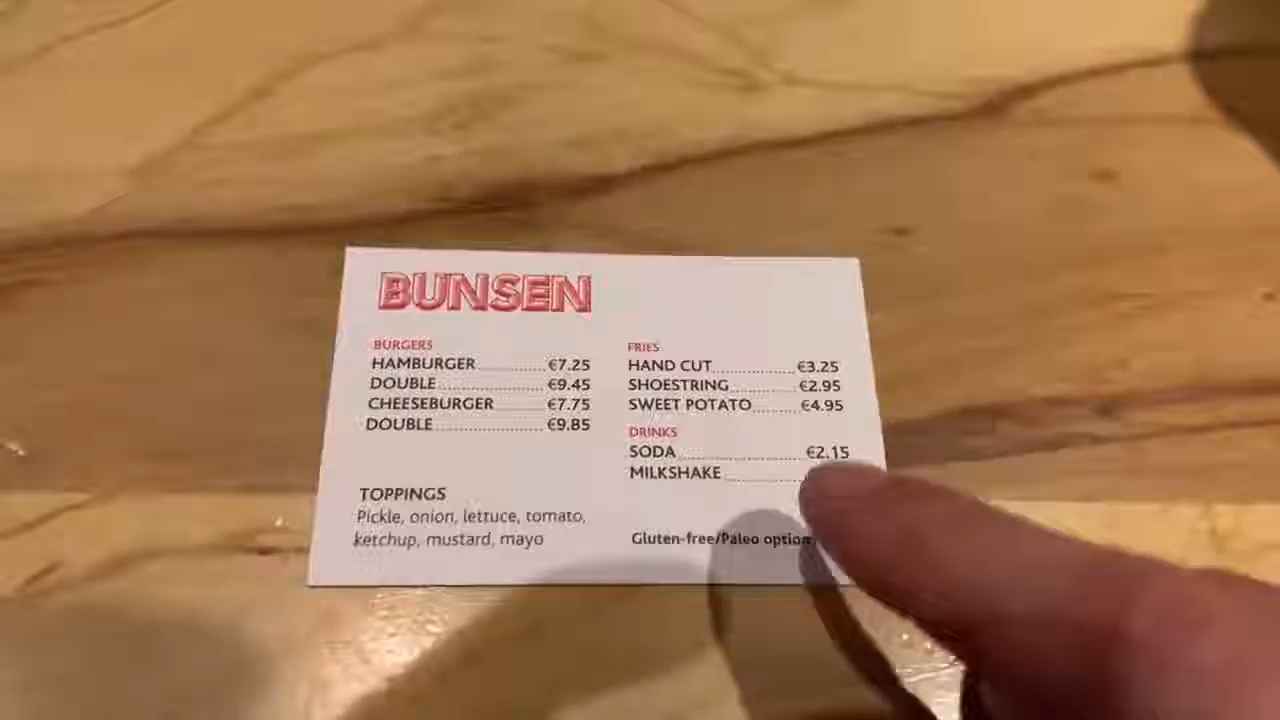 BUNSEN
BURGERS
HAMBURGER €7.25
DOUBLE €9.45
CHEESEBURGER €7.75
DOUBLE €9.85
TOPPINGS
Pickle, onion, lettuce, tomato,
ketchup, mustard, mayo
FRIES
HAND CUT €3.25
SHOESTRING €2.95
SWEET POTATO €4.95
DRINKS
SODA €2.15
MILKSHAKE
Gluten-free/Paleo option